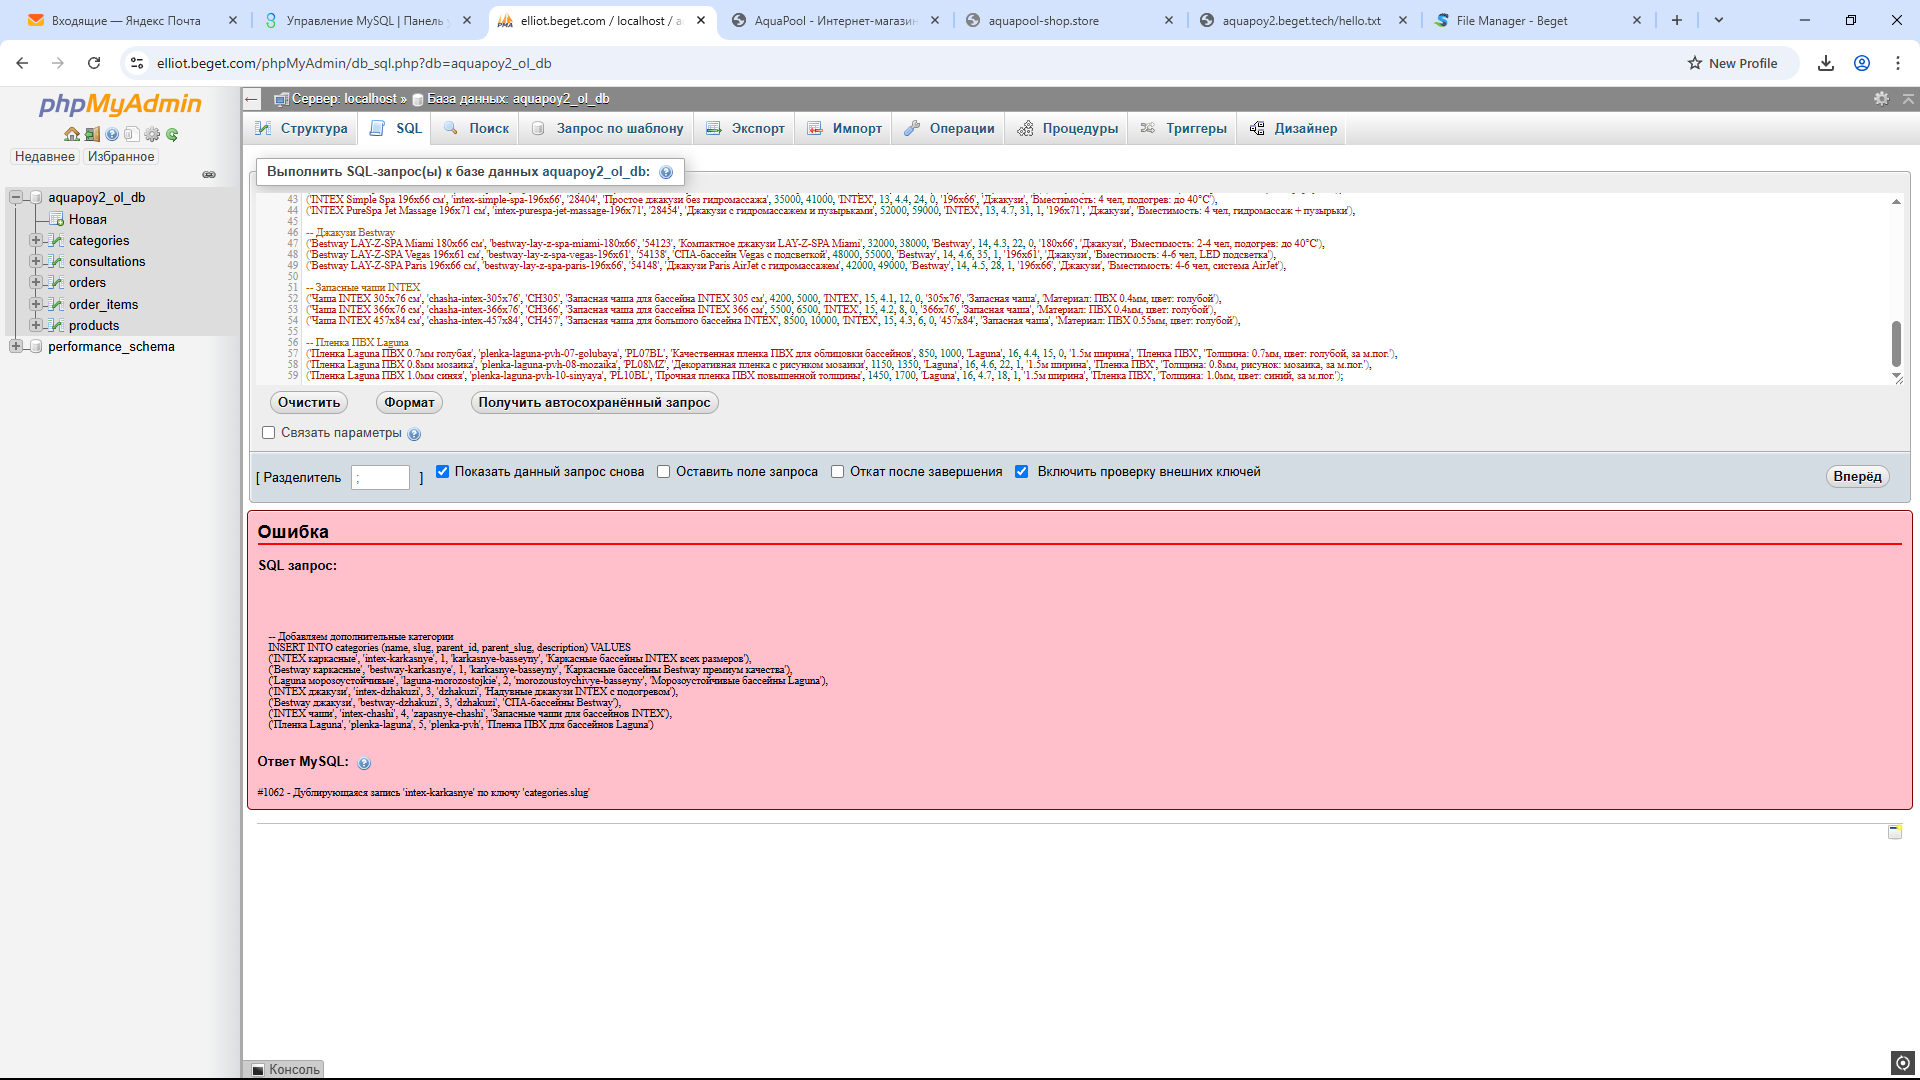 Входящие — Яндекс Почта
Управление MySQL | Панель у
elliot.beget.com / localhost / a
AquaPool - Интернет-магазин
aquapool-shop.store
aquapoy2.beget.tech/hello.txt
File Manager - Beget
elliot.beget.com/phpMyAdmin/db_sql.php?db=aquapoy2_ol_db
New Profile
phpMyAdmin
Недавнее Избранное
aquapoy2_ol_db
Новая
categories
consultations
orders
order_items
products
performance_schema
Сервер: localhost » База данных: aquapoy2_ol_db
Структура SQL Поиск Запрос по шаблону Экспорт Импорт Операции Процедуры Триггеры Дизайнер
Выполнить SQL-запрос(ы) к базе данных aquapoy2_ol_db:
43 ('INTEX Simple Spa 196x66 см', 'intex-simple-spa-196x66', '28404', 'Простое джакузи без гидромассажа', 35000, 41000, 'INTEX', 13, 4.4, 24, 0, '196x66', 'Джакузи', 'Вместимость: 4 чел, подогрев: до 40°C'),
44 ('INTEX PureSpa Jet Massage 196x71 см', 'intex-purespa-jet-massage-196x71', '28454', 'Джакузи с гидромассажем и пузырьками', 52000, 59000, 'INTEX', 13, 4.7, 31, 1, '196x71', 'Джакузи', 'Вместимость: 4 чел, гидромассаж + пузырьки'),
45
46 -- Джакузи Bestway
47 ('Bestway LAY-Z-SPA Miami 180x66 см', 'bestway-lay-z-spa-miami-180x66', '54123', 'Компактное джакузи LAY-Z-SPA Miami', 32000, 38000, 'Bestway', 14, 4.3, 22, 0, '180x66', 'Джакузи', 'Вместимость: 2-4 чел, подогрев: до 40°C'),
48 ('Bestway LAY-Z-SPA Vegas 196x61 см', 'bestway-lay-z-spa-vegas-196x61', '54138', 'СПА-бассейн Vegas с подсветкой', 48000, 55000, 'Bestway', 14, 4.6, 35, 1, '196x61', 'Джакузи', 'Вместимость: 4-6 чел, LED подсветка'),
49 ('Bestway LAY-Z-SPA Paris 196x66 см', 'bestway-lay-z-spa-paris-196x66', '54148', 'Джакузи Paris AirJet с гидромассажем', 42000, 49000, 'Bestway', 14, 4.5, 28, 1, '196x66', 'Джакузи', 'Вместимость: 4-6 чел, система AirJet'),
50
51 -- Запасные чаши INTEX
52 ('Чаша INTEX 305x76 см', 'chasha-intex-305x76', 'CH305', 'Запасная чаша для бассейна INTEX 305 см', 4200, 5000, 'INTEX', 15, 4.1, 12, 0, '305x76', 'Запасная чаша', 'Материал: ПВХ 0.4мм, цвет: голубой'),
53 ('Чаша INTEX 366x76 см', 'chasha-intex-366x76', 'CH366', 'Запасная чаша для бассейна INTEX 366 см', 5500, 6500, 'INTEX', 15, 4.2, 8, 0, '366x76', 'Запасная чаша', 'Материал: ПВХ 0.4мм, цвет: голубой'),
54 ('Чаша INTEX 457x84 см', 'chasha-intex-457x84', 'CH457', 'Запасная чаша для большого бассейна INTEX', 8500, 10000, 'INTEX', 15, 4.3, 6, 0, '457x84', 'Запасная чаша', 'Материал: ПВХ 0.55мм, цвет: голубой'),
55
56 -- Пленка ПВХ Laguna
57 ('Пленка Laguna ПВХ 0.7мм голубая', 'plenka-laguna-pvh-07-golubaya', 'PL07BL', 'Качественная пленка ПВХ для облицовки бассейнов', 850, 1000, 'Laguna', 16, 4.4, 15, 0, '1.5м ширина', 'Пленка ПВХ', 'Толщина: 0.7мм, цвет: голубой, за м.пог.'),
58 ('Пленка Laguna ПВХ 0.8мм мозаика', 'plenka-laguna-pvh-08-mozaika', 'PL08MZ', 'Декоративная пленка с рисунком мозаики', 1150, 1350, 'Laguna', 16, 4.6, 22, 1, '1.5м ширина', 'Пленка ПВХ', 'Толщина: 0.8мм, рисунок: мозаика, за м.пог.'),
59 ('Пленка Laguna ПВХ 1.0мм синяя', 'plenka-laguna-pvh-10-sinyaya', 'PL10BL', 'Прочная пленка ПВХ повышенной толщины', 1450, 1700, 'Laguna', 16, 4.7, 18, 1, '1.5м ширина', 'Пленка ПВХ', 'Толщина: 1.0мм, цвет: синий, за м.пог.');
Очистить Формат Получить автосохранённый запрос
Связать параметры
[ Разделитель ; ] Показать данный запрос снова Оставить поле запроса Откат после завершения Включить проверку внешних ключей Вперёд
Ошибка
SQL запрос:
-- Добавляем дополнительные категории
INSERT INTO categories (name, slug, parent_id, parent_slug, description) VALUES
('INTEX каркасные', 'intex-karkasnye', 1, 'karkasnye-basseyny', 'Каркасные бассейны INTEX всех размеров'),
('Bestway каркасные', 'bestway-karkasnye', 1, 'karkasnye-basseyny', 'Каркасные бассейны Bestway премиум качества'),
('Laguna морозоустойчивые', 'laguna-morozostojkie', 2, 'morozoustoychivye-basseyny', 'Морозоустойчивые бассейны Laguna'),
('INTEX джакузи', 'intex-dzhakuzi', 3, 'dzhakuzi', 'Надувные джакузи INTEX с подогревом'),
('Bestway джакузи', 'bestway-dzhakuzi', 3, 'dzhakuzi', 'СПА-бассейны Bestway'),
('INTEX чаши', 'intex-chashi', 4, 'zapasnye-chashi', 'Запасные чаши для бассейнов INTEX'),
('Пленка Laguna', 'plenka-laguna', 5, 'plenka-pvh', 'Пленка ПВХ для бассейнов Laguna')
Ответ MySQL:
#1062 - Дублирующаяся запись 'intex-karkasnye' по ключу 'categories.slug'
Консоль